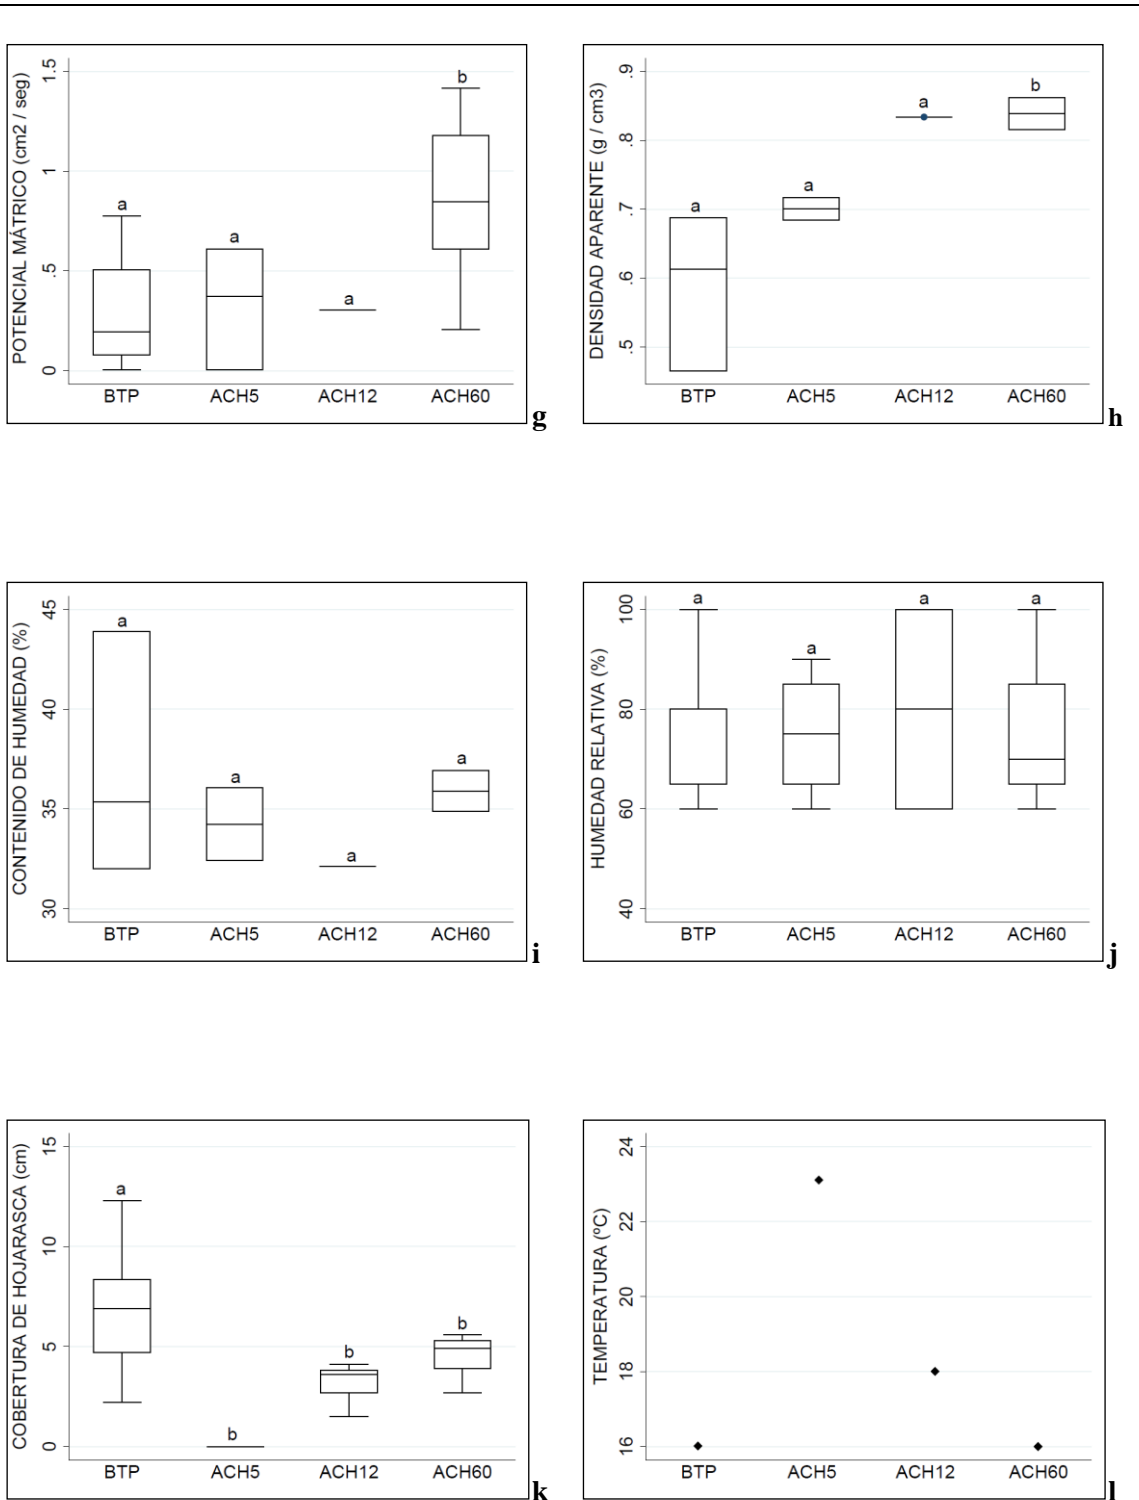 POTENCIAL MÁTRICO (cm2 / seg)
1.5
1
.5
0
a
a
a
b
BTP ACH5 ACH12 ACH60
g
DENSIDAD APARENTE (g / cm3)
.9
.8
.7
.6
.5
a
a
a
b
BTP ACH5 ACH12 ACH60
h
CONTENIDO DE HUMEDAD (%)
45
40
35
30
a
a
a
a
BTP ACH5 ACH12 ACH60
i
HUMEDAD RELATIVA (%)
100
80
60
40
a
a
a
a
BTP ACH5 ACH12 ACH60
j
COBERTURA DE HOJARASCA (cm)
15
10
5
0
a
b
b
b
BTP ACH5 ACH12 ACH60
k
TEMPERATURA (ºC)
24
22
20
18
16
BTP ACH5 ACH12 ACH60
l